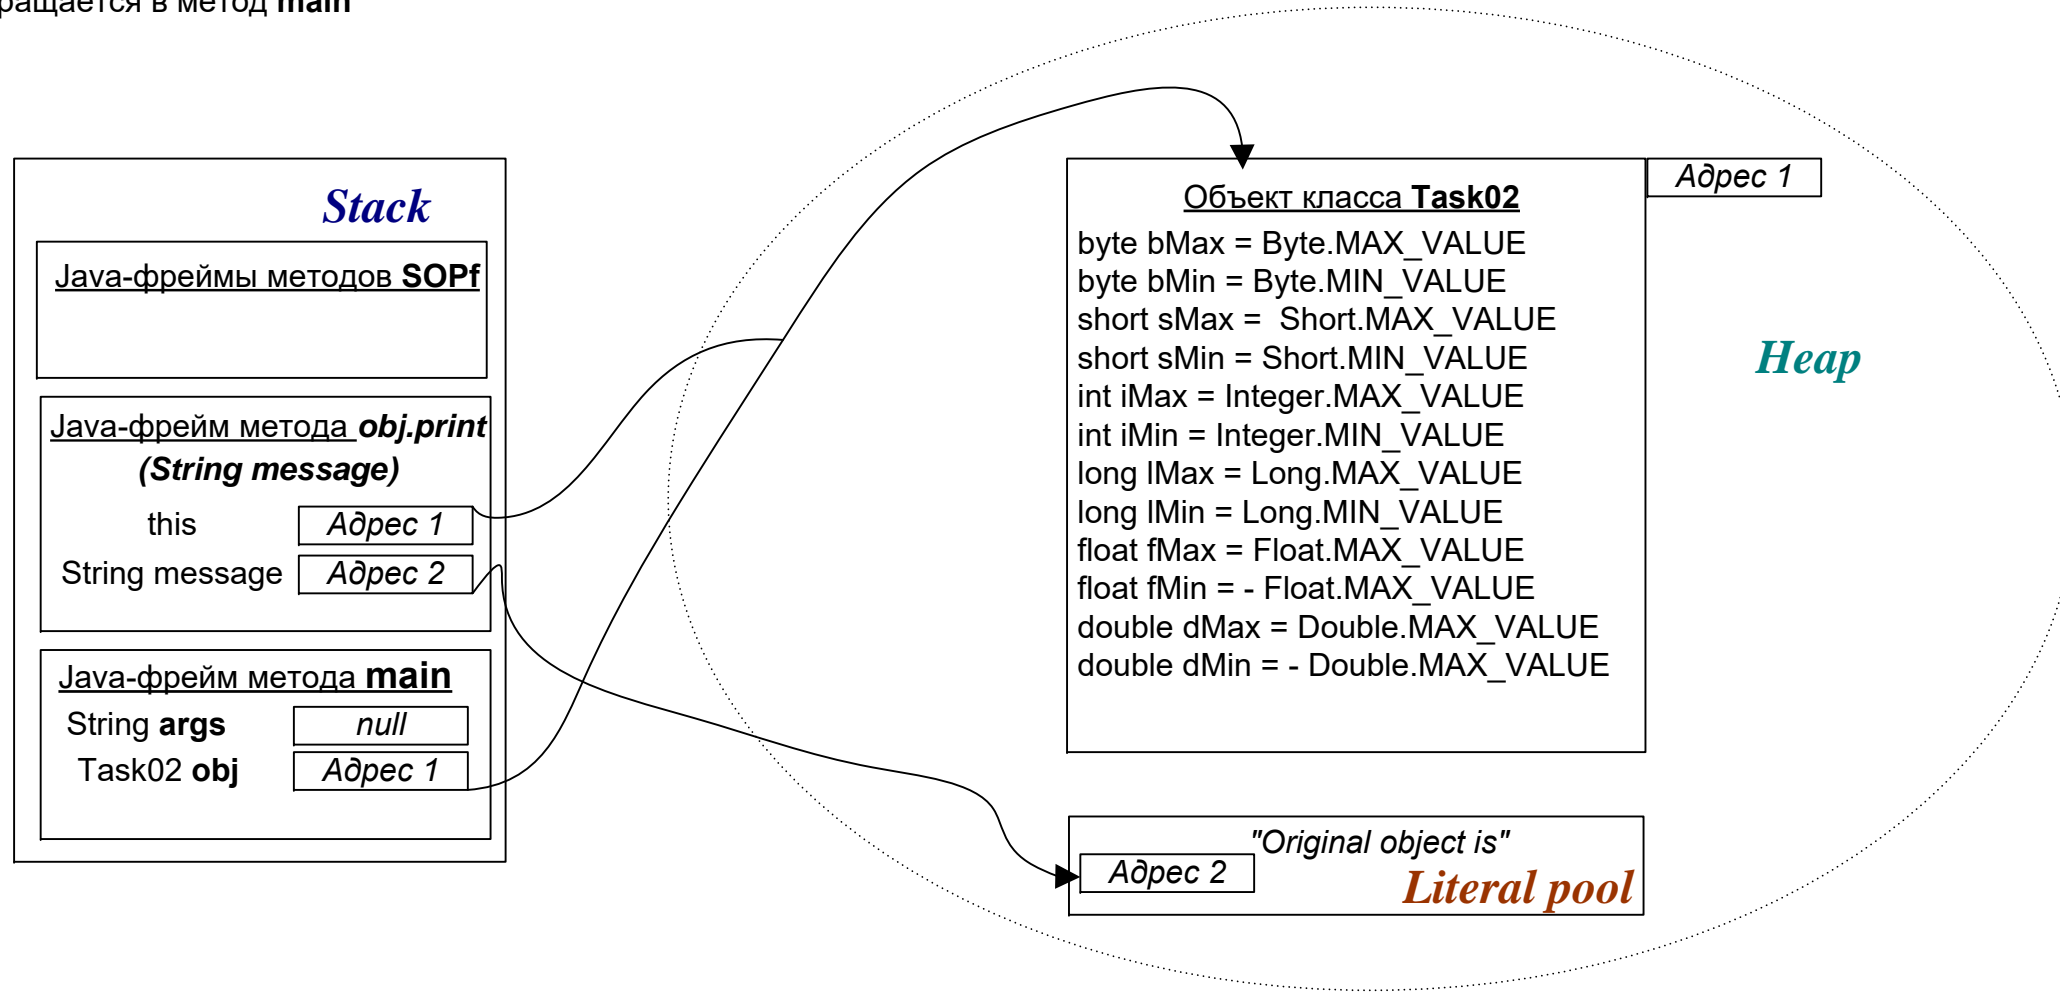 ращается в метод main
Stack
Java-фреймы методов SOPf
Java-фрейм метода obj.print
(String message)
this
Адрес 1
String message
Адрес 2
Java-фрейм метода main
String args
null
Task02 obj
Адрес 1
Объект класса Task02
Адрес 1
byte bMax = Byte.MAX_VALUE
byte bMin = Byte.MIN_VALUE
short sMax =  Short.MAX_VALUE
short sMin = Short.MIN_VALUE
int iMax = Integer.MAX_VALUE
int iMin = Integer.MIN_VALUE
long lMax = Long.MAX_VALUE
long lMin = Long.MIN_VALUE
float fMax = Float.MAX_VALUE
float fMin = - Float.MAX_VALUE
double dMax = Double.MAX_VALUE
double dMin = - Double.MAX_VALUE
Heap
"Original object is"
Адрес 2
Literal pool